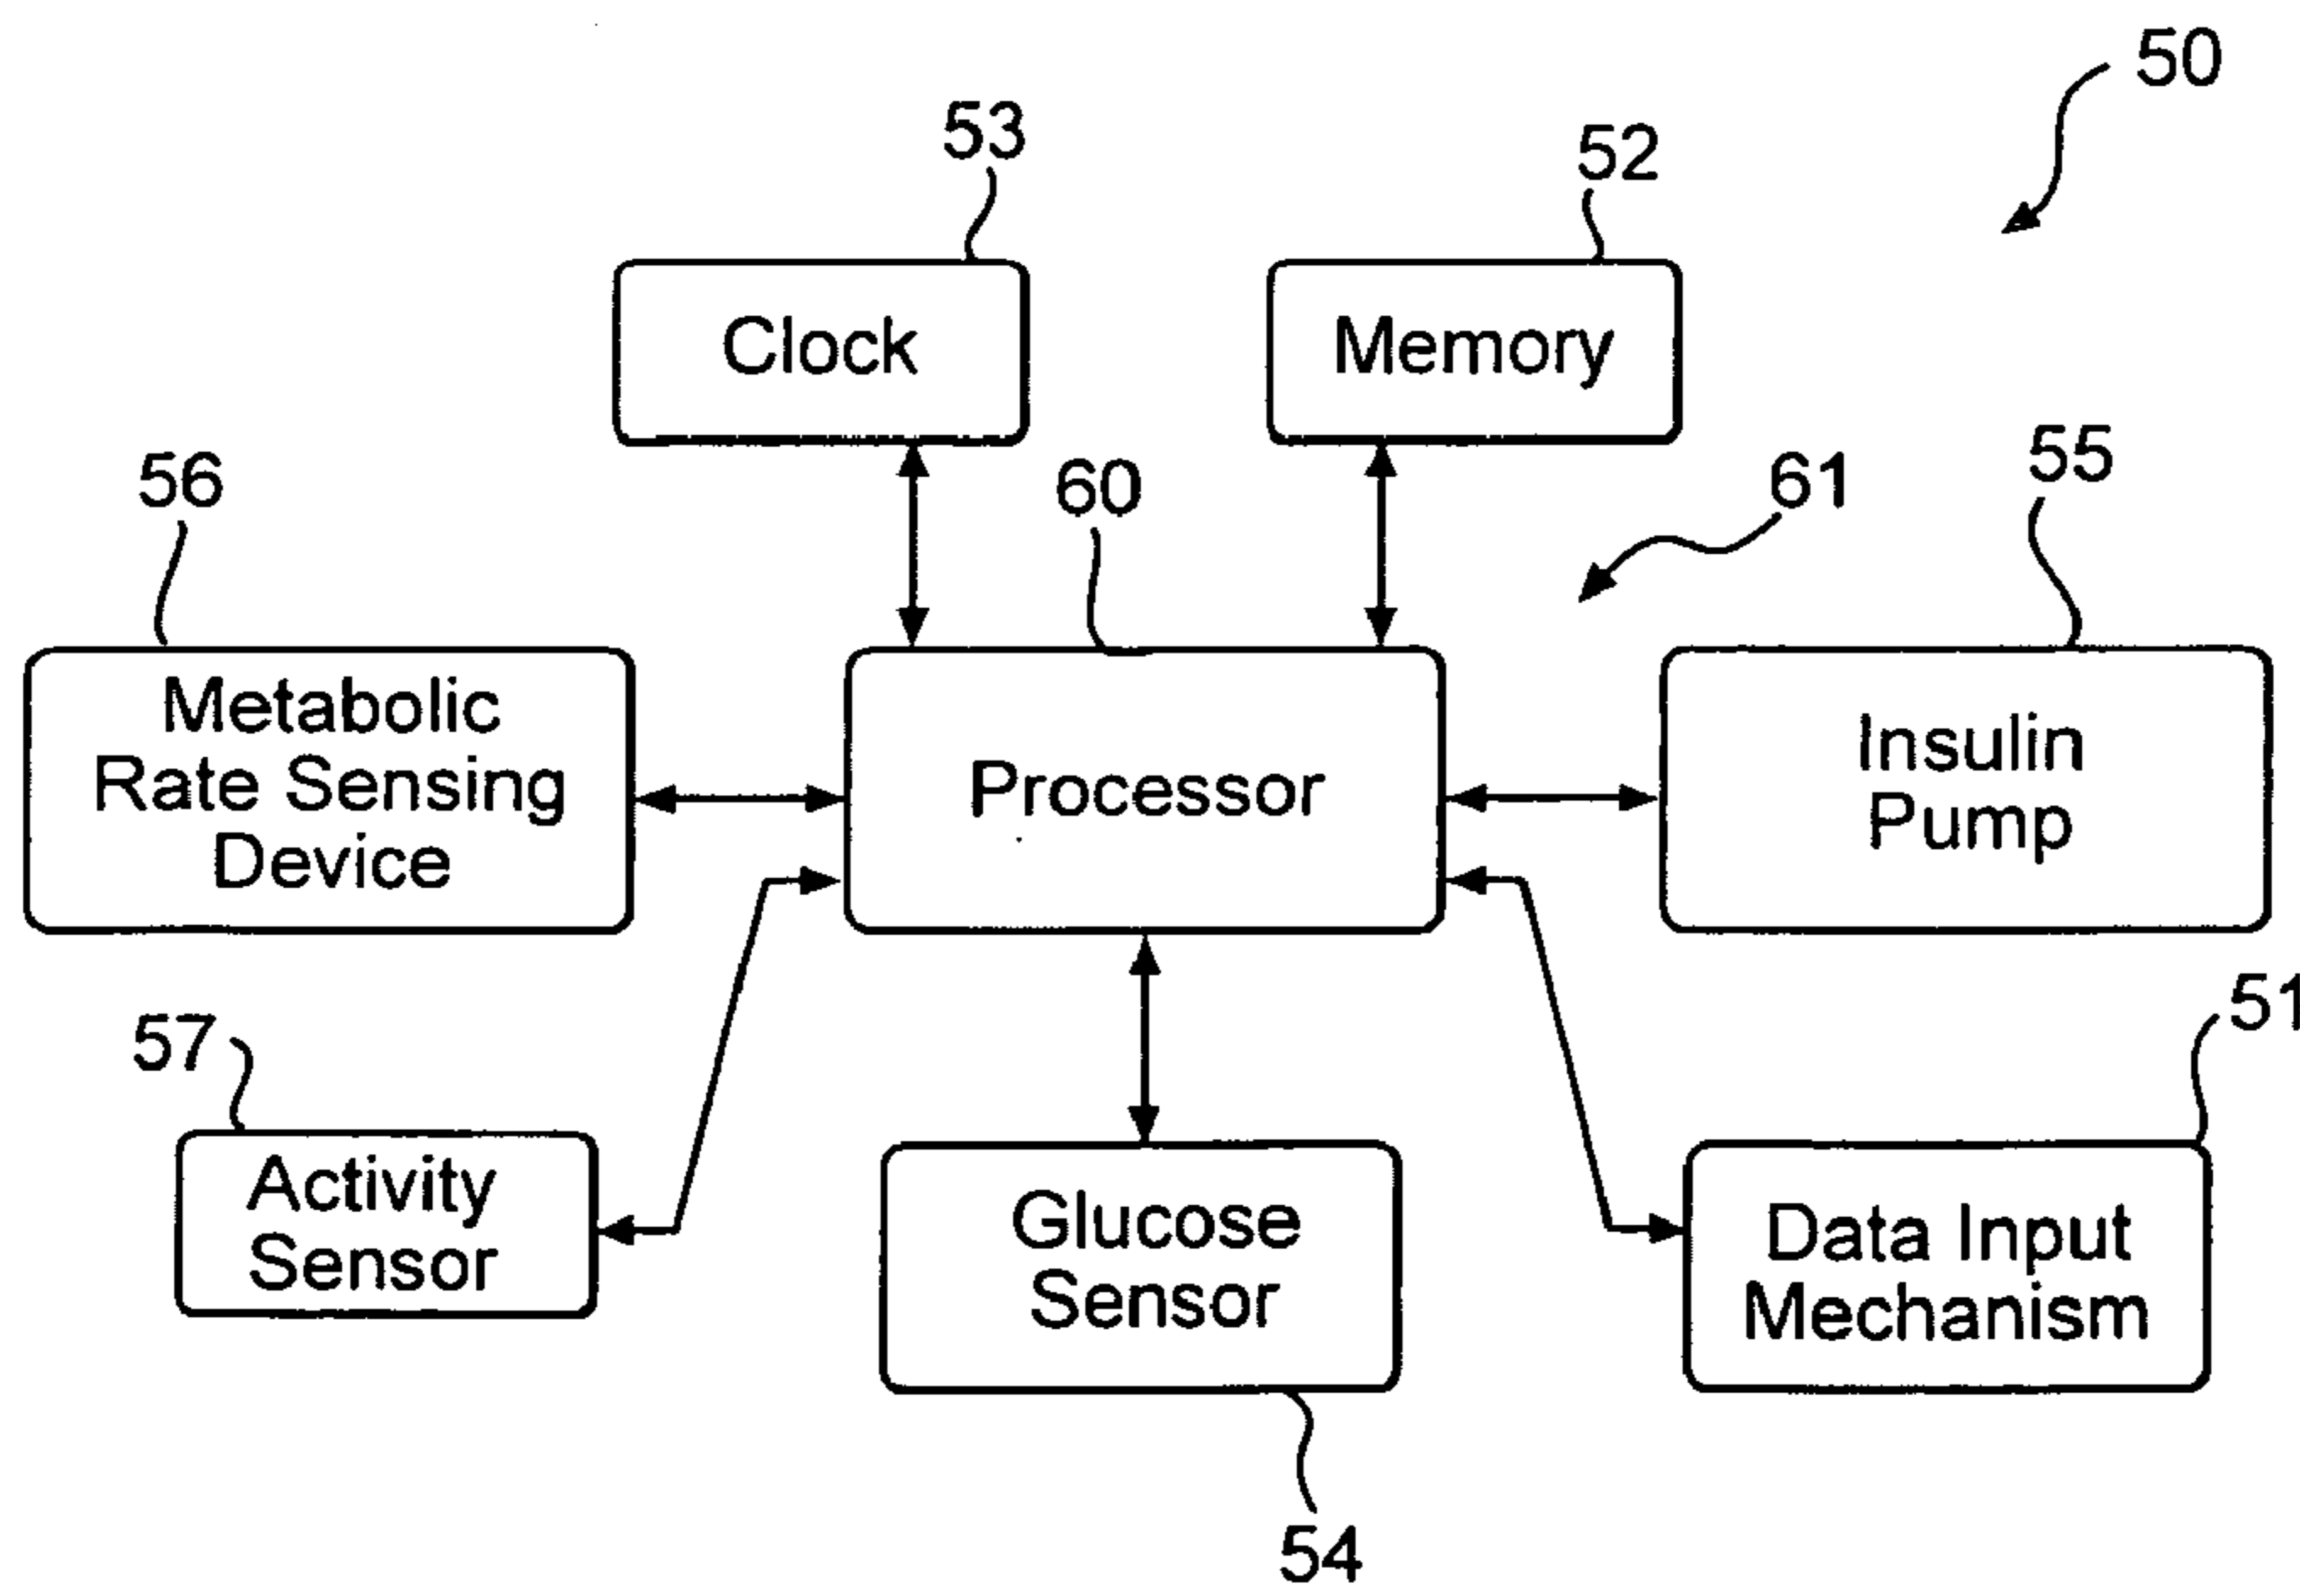 50
53
52
Clock
Memory
56
60
61
55
Metabolic
Rate Sensing
Device
Processor
Insulin
Pump
57
51
Activity
Sensor
Glucose
Sensor
Data Input
Mechanism
54